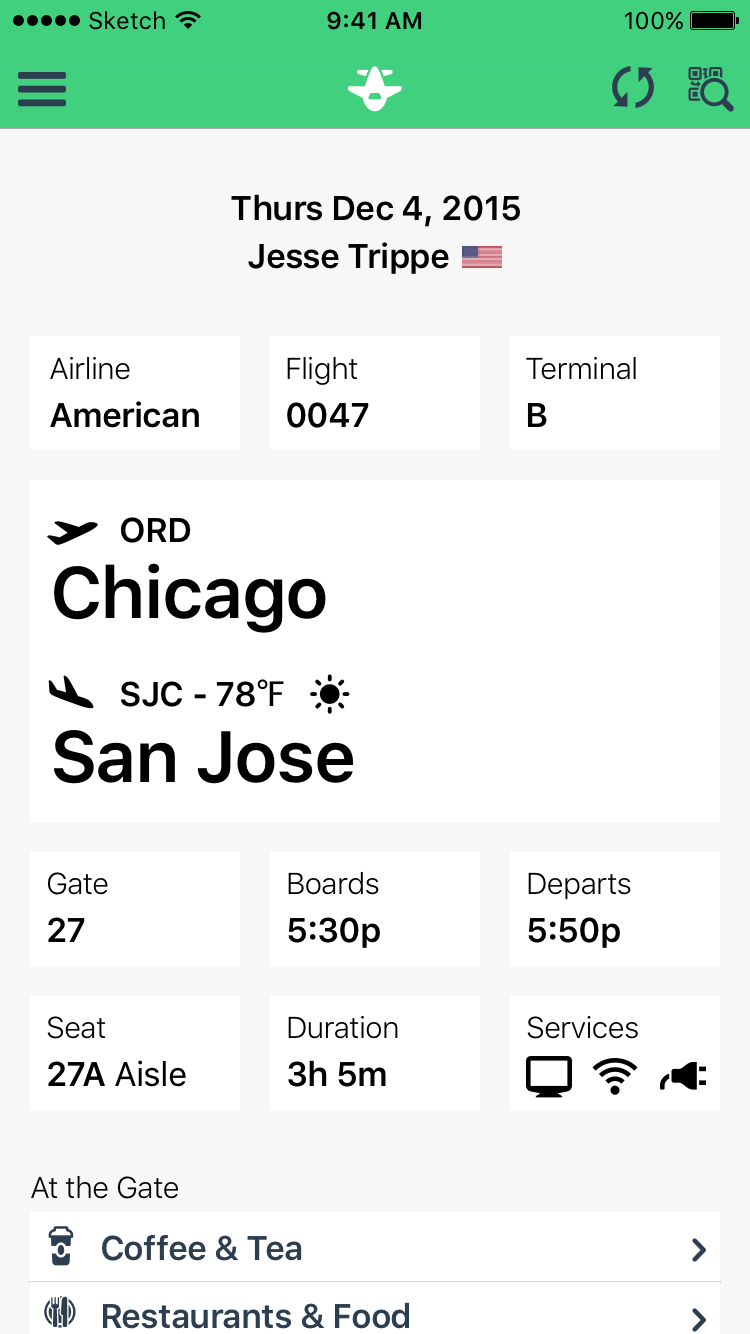 Sketch 9:41 AM 100%
Thurs Dec 4, 2015
Jesse Trippe
Airline Flight Terminal
American 0047 B
ORD
Chicago
SJC - 78°F
San Jose
Gate Boards Departs
27 5:30p 5:50p
Seat Duration Services
27A Aisle 3h 5m
At the Gate
Coffee & Tea
Restaurants & Food